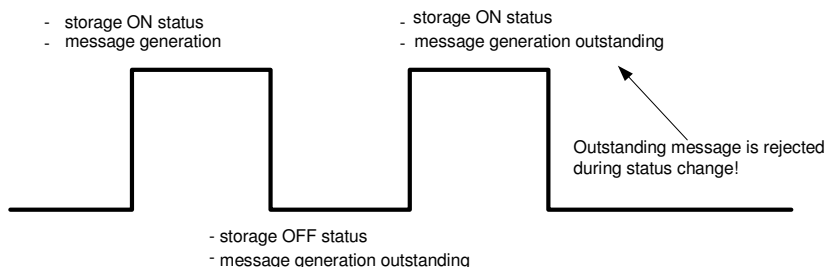 - storage ON status
- message generation
- storage ON status
- message generation outstanding
Outstanding message is rejected
during status change!
- storage OFF status
- message generation outstanding